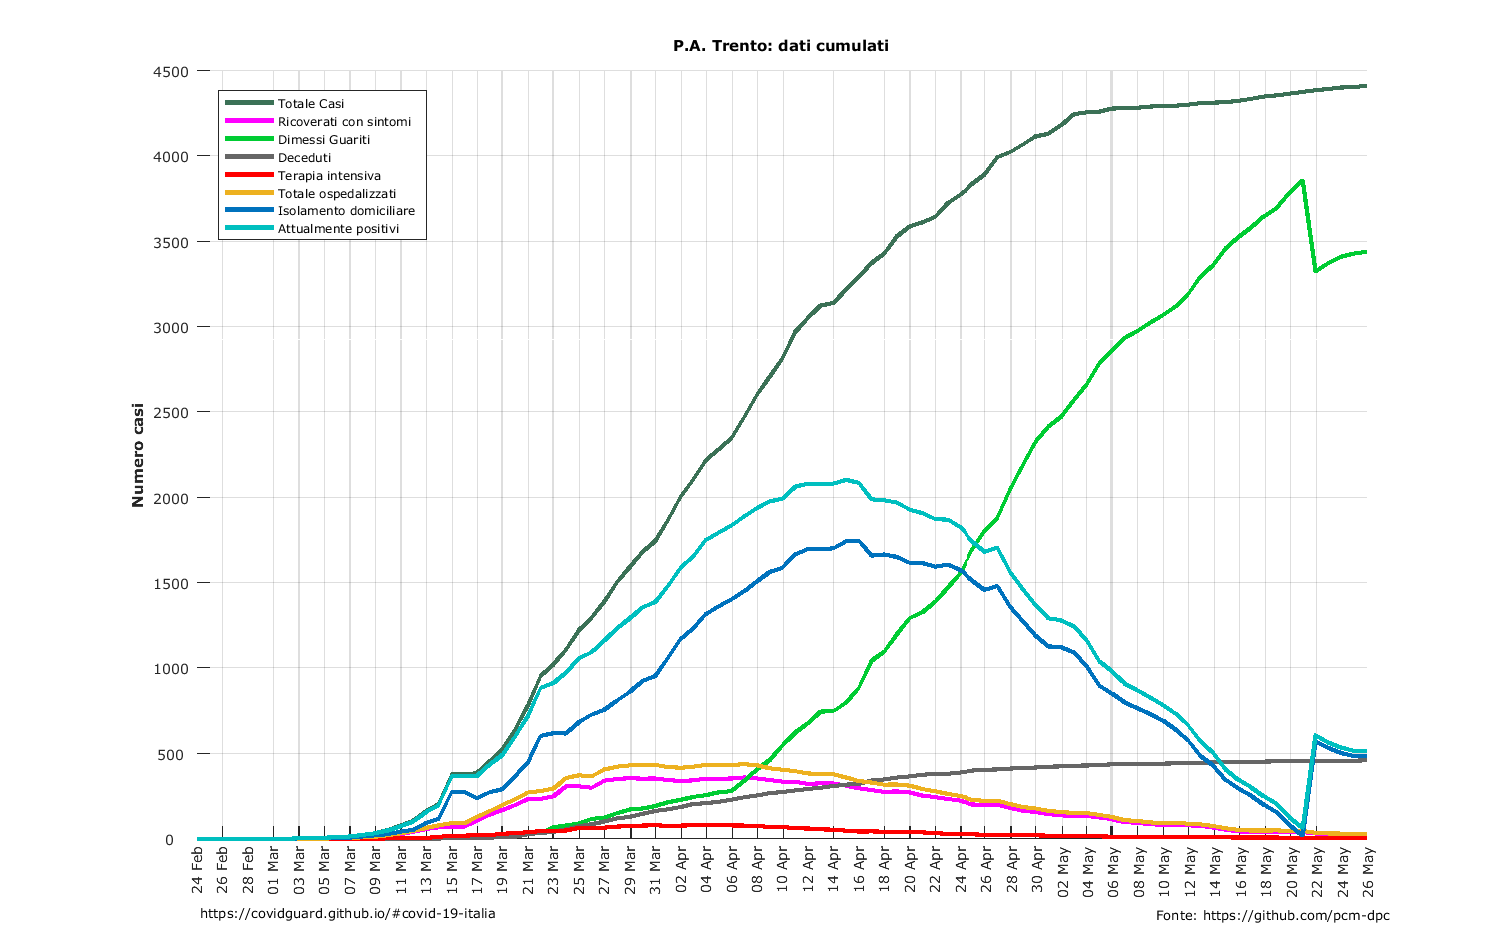 P.A. Trento: dati cumulati
4500
4000
3500
3000
2500
2000
1500
1000
500
0
Numero casi
Totale Casi
Ricoverati con sintomi
Dimessi Guariti
Deceduti
Terapia intensiva
Totale ospedalizzati
Isolamento domiciliare
Attualmente positivi
24 Feb
26 Feb
28 Feb
01 Mar
03 Mar
05 Mar
07 Mar
09 Mar
11 Mar
13 Mar
15 Mar
17 Mar
19 Mar
21 Mar
23 Mar
25 Mar
27 Mar
29 Mar
31 Mar
02 Apr
04 Apr
06 Apr
08 Apr
10 Apr
12 Apr
14 Apr
16 Apr
18 Apr
20 Apr
22 Apr
24 Apr
26 Apr
28 Apr
30 Apr
02 May
04 May
06 May
08 May
10 May
12 May
14 May
16 May
18 May
20 May
22 May
24 May
26 May
https://covidguard.github.io/#covid-19-italia
Fonte: https://github.com/pcm-dpc